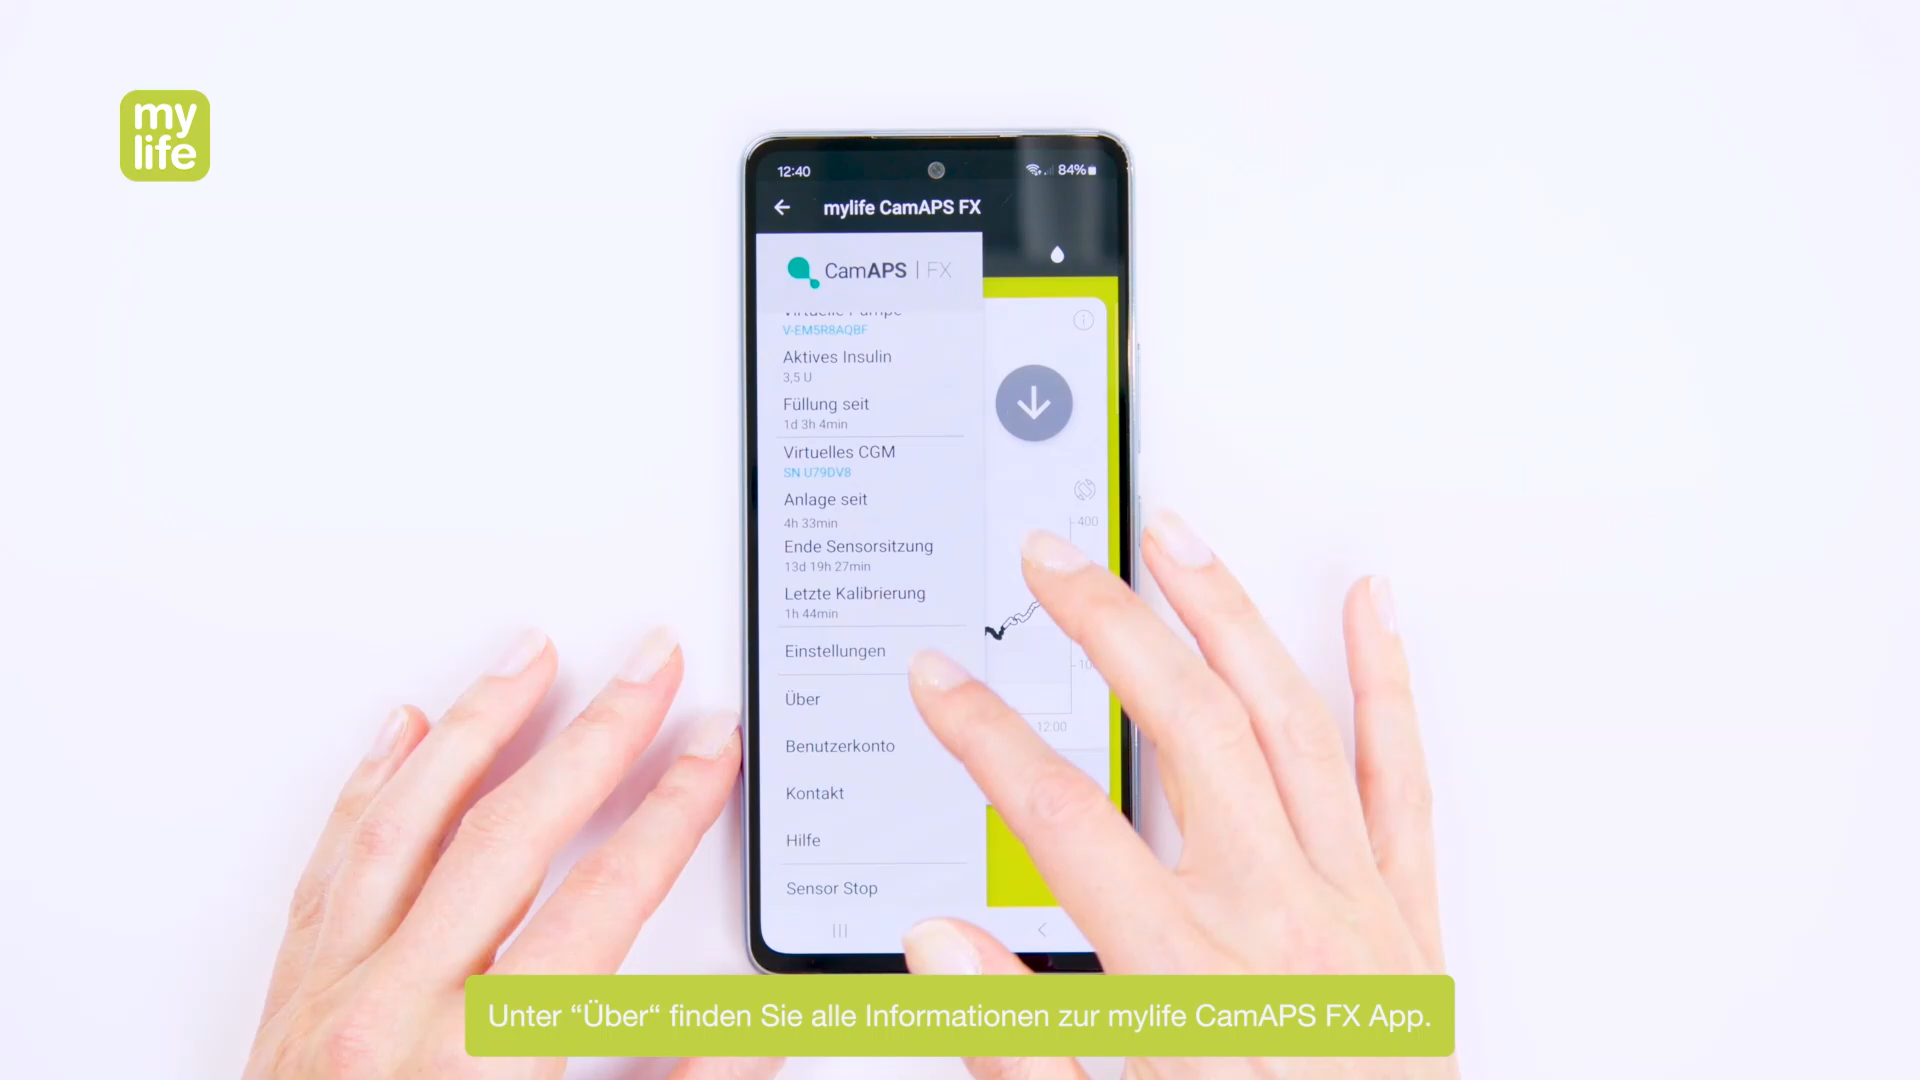 my
life
12:40
84%
mylife CamAPS FX
CamAPS | FX
Virtuelle Pumpe
V-EM5R8AQBF
Aktives Insulin
3,5 U
Füllung seit
1d 3h 4min
Virtuelles CGM
SN U79DV8
Anlage seit
4h 33min
Ende Sensorsitzung
13d 19h 27min
Letzte Kalibrierung
1h 44min
Einstellungen
Über
Benutzerkonto
Kontakt
Hilfe
Sensor Stop
400
12:00
Unter “Über“ finden Sie alle Informationen zur mylife CamAPS FX App.